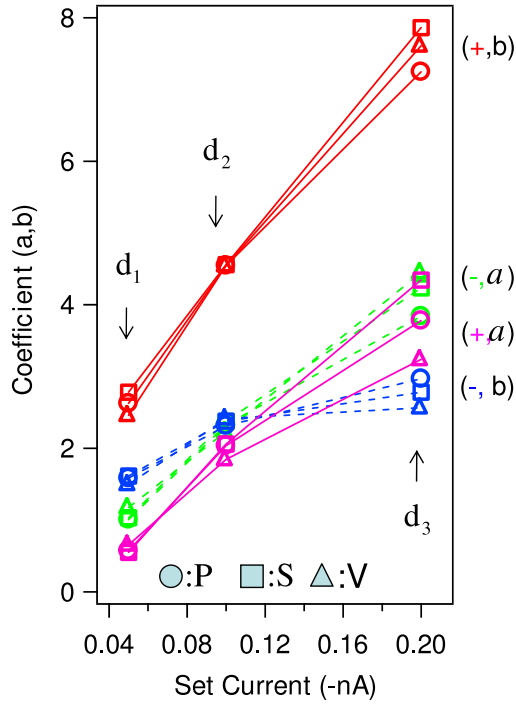 8
(+,b)
d2
6
d1
Coefficient (a,b)
4
(-,a)
(+,a)
(-, b)
2
d3
:P :S :V
0
0.04 0.08 0.12 0.16 0.20
Set Current (-nA)